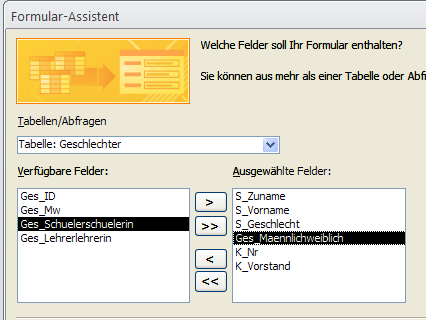 Formular-Assistent
Welche Felder soll Ihr Formular enthalten?
Sie können aus mehr als einer Tabelle oder Abf
Tabellen/Abfragen
Tabelle: Geschlechter
Verfügbare Felder:
Ausgewählte Felder:
Ges_ID
Ges_Mw
Ges_Schuelerschuelerin
Ges_Lehrerlehrerin
>
>>
<
<<
S_Zuname
S_Vorname
S_Geschlecht
Ges_Maennlichweiblich
K_Nr
K_Vorstand